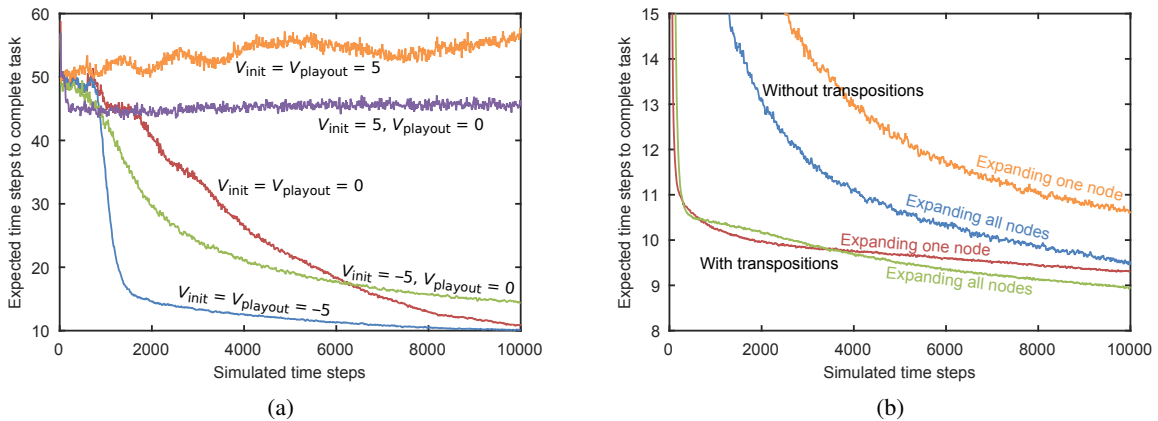 Expected time steps to complete task
60
50
40
30
20
10
V_init = V_playout = 5
V_init = 5, V_playout = 0
V_init = V_playout = 0
V_init = –5, V_playout = 0
V_init = V_playout = –5
0 2000 4000 6000 8000 10000
Simulated time steps
(a)
Expected time steps to complete task
15
14
13
12
11
10
9
8
Without transpositions
Expanding one node
Expanding all nodes
Expanding one node
With transpositions
Expanding all nodes
0 2000 4000 6000 8000 10000
Simulated time steps
(b)